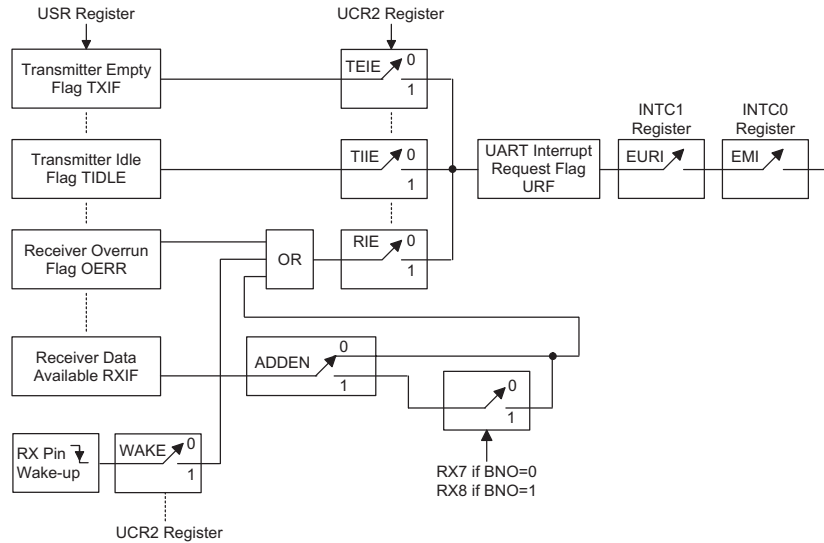 USR Register
UCR2 Register
Transmitter Empty
Flag TXIF
TEIE
0
1
INTC1
Register
INTC0
Register
Transmitter Idle
Flag TIDLE
TIIE
0
1
UART Interrupt
Request Flag
URF
EURI
EMI
Receiver Overrun
Flag OERR
OR
RIE
0
1
Receiver Data
Available RXIF
ADDEN
0
1
0
1
RX Pin
Wake-up
WAKE
0
1
RX7 if BNO=0
RX8 if BNO=1
UCR2 Register